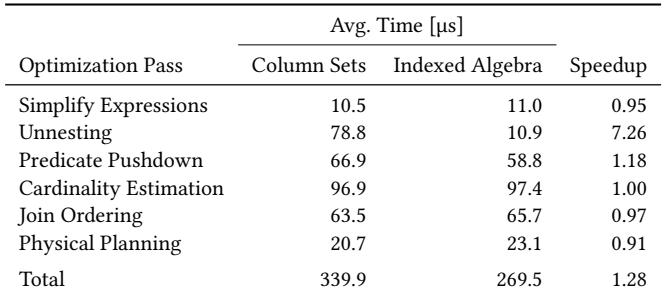 Avg. Time [µs]
Optimization Pass Column Sets Indexed Algebra Speedup
Simplify Expressions 10.5 11.0 0.95
Unnesting 78.8 10.9 7.26
Predicate Pushdown 66.9 58.8 1.18
Cardinality Estimation 96.9 97.4 1.00
Join Ordering 63.5 65.7 0.97
Physical Planning 20.7 23.1 0.91
Total 339.9 269.5 1.28